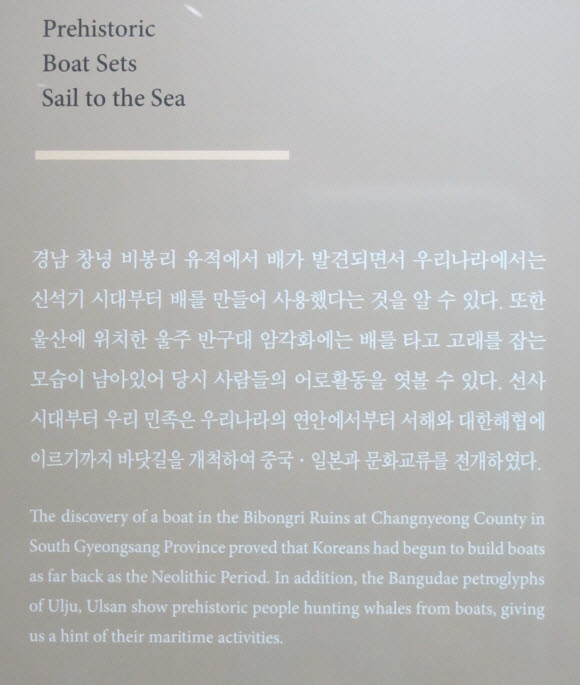 Prehistoric
Boat Sets
Sail to the Sea
경남 창녕 비봉리 유적에서 배가 발견되면서 우리나라에서는
신석기 시대부터 배를 만들어 사용했다는 것을 알 수 있다. 또한
울산에 위치한 울주 반구대 암각화에는 배를 타고 고래를 잡는
모습이 남아있어 당시 사람들의 어로활동을 엿볼 수 있다. 선사
시대부터 우리 민족은 우리나라의 연안에서부터 서해와 대한해협에
이르기까지 바닷길을 개척하여 중국 · 일본과 문화교류를 전개하였다.
The discovery of a boat in the Bibongri Ruins at Changnyeong County in
South Gyeongsang Province proved that Koreans had begun to build boats
as far back as the Neolithic Period. In addition, the Bangudae petroglyphs
of Ulju, Ulsan show prehistoric people hunting whales from boats, giving
us a hint of their maritime activities.